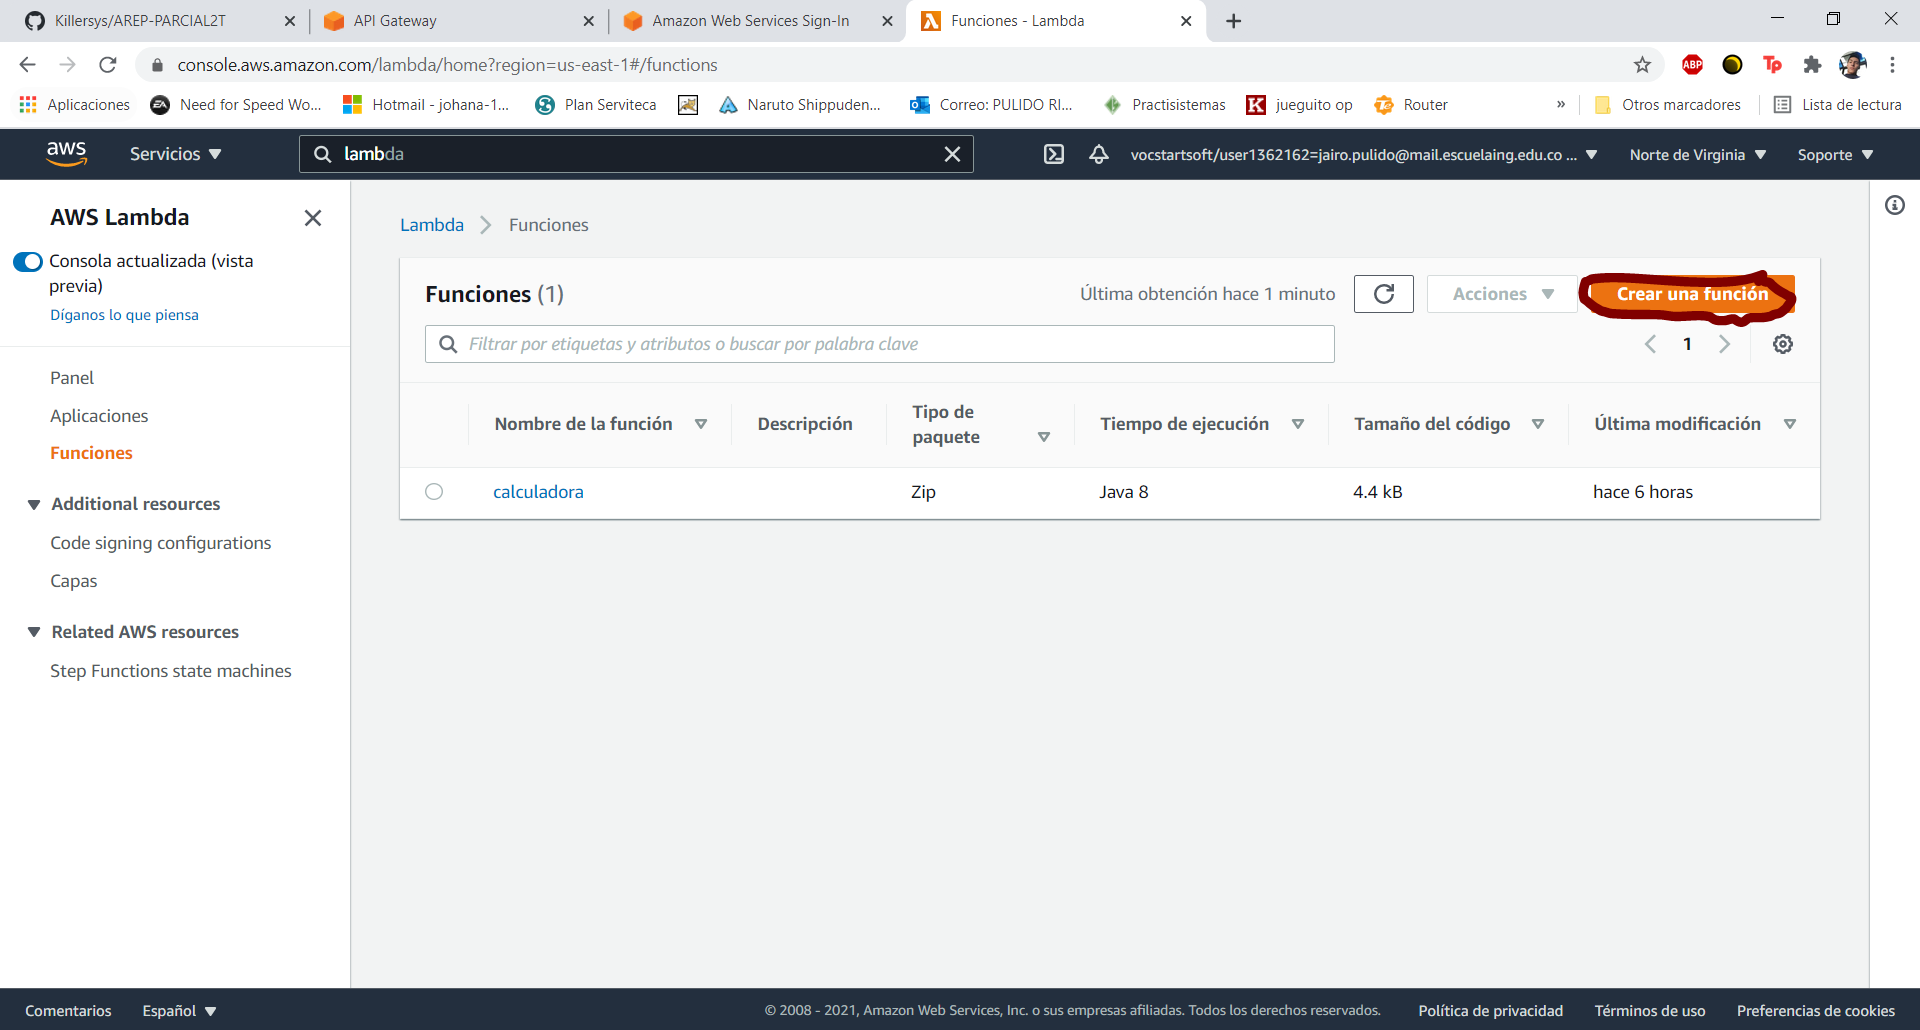 Killersys/AREP-PARCIAL2T
API Gateway
Amazon Web Services Sign-In
Funciones - Lambda
console.aws.amazon.com/lambda/home?region=us-east-1#/functions
ABP
Tp
Aplicaciones
EA
Need for Speed Wo...
Hotmail - johana-1...
Plan Serviteca
Naruto Shippuden...
Correo: PULIDO RI...
Practisistemas
K
jueguito op
Router
»
Otros marcadores
Lista de lectura
aws
Servicios
lambda
vocstartsoft/user1362162=jairo.pulido@mail.escuelaing.edu.co ...
Norte de Virginia
Soporte
AWS Lambda
Consola actualizada (vista
previa)
Díganos lo que piensa
Panel
Aplicaciones
Funciones
Additional resources
Code signing configurations
Capas
Related AWS resources
Step Functions state machines
Lambda
Funciones
Funciones (1)
Última obtención hace 1 minuto
Acciones
Crear una función
Filtrar por etiquetas y atributos o buscar por palabra clave
1
Nombre de la función
Descripción
Tipo de
paquete
Tiempo de ejecución
Tamaño del código
Última modificación
calculadora
Zip
Java 8
4.4 kB
hace 6 horas
Comentarios
Español
© 2008 - 2021, Amazon Web Services, Inc. o sus empresas afiliadas. Todos los derechos reservados.
Política de privacidad
Términos de uso
Preferencias de cookies